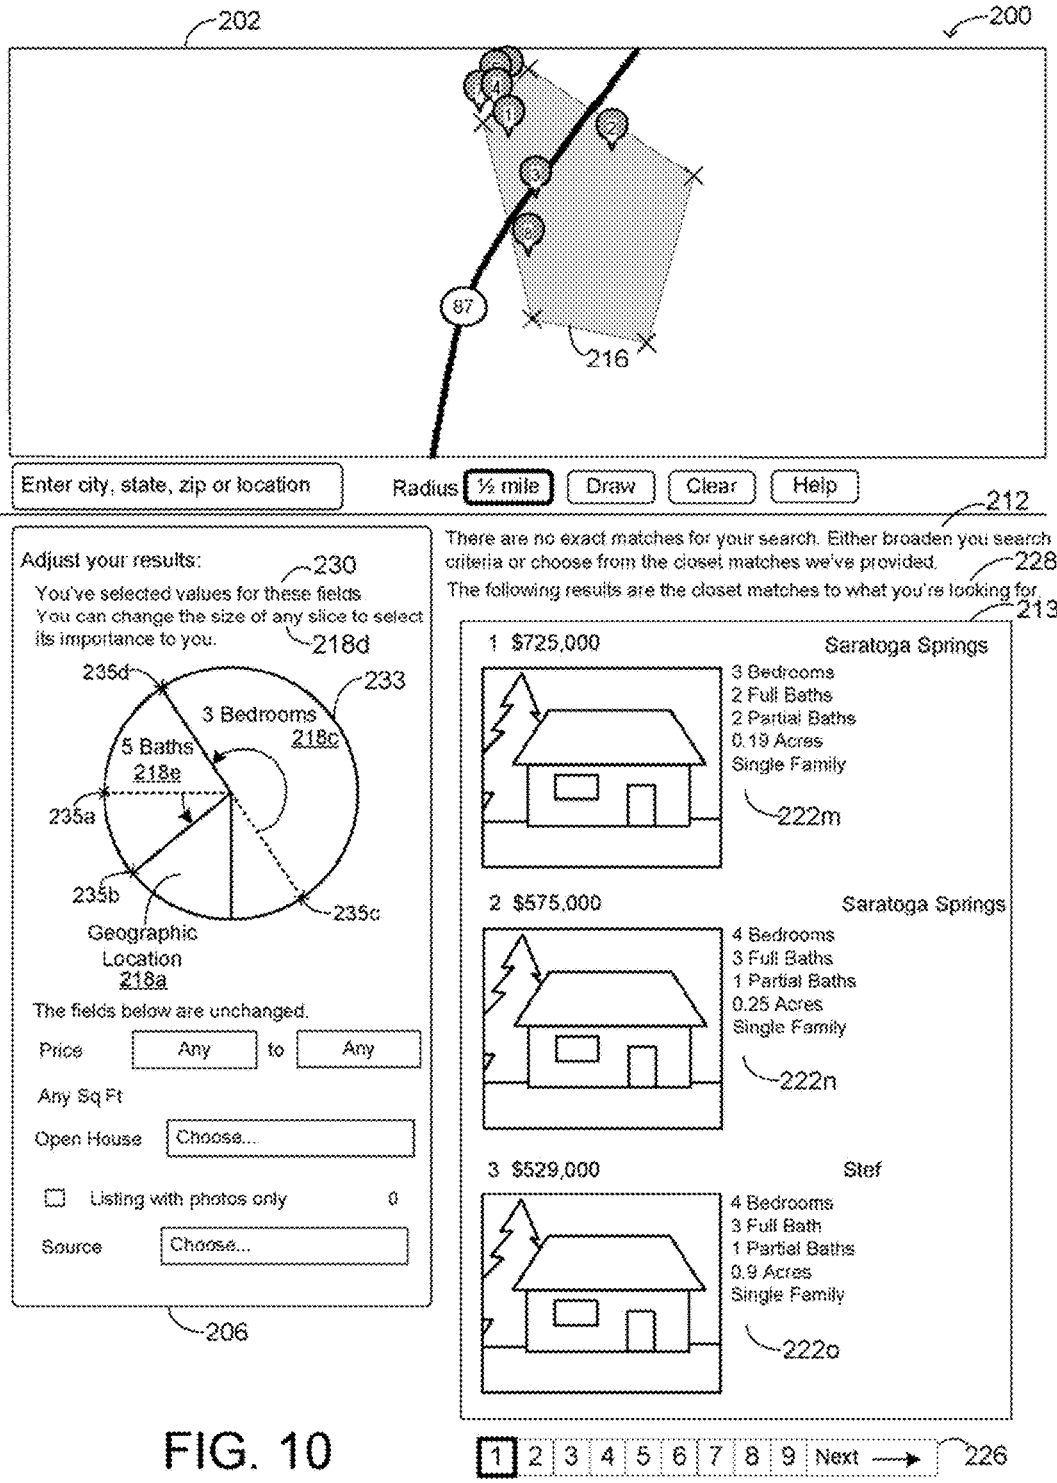 202
200
4
1
2
3
87
216
Enter city, state, zip or location
Radius ½ mile Draw Clear Help
212
There are no exact matches for your search. Either broaden you search
criteria or choose from the closet matches we've provided.
228
The following results are the closet matches to what you're looking for.
213
Adjust your results:
230
You've selected values for these fields
You can change the size of any slice to select
its importance to you.
218d
235d
233
3 Bedrooms
218c
5 Baths
218e
235a
235b
235c
Geographic
Location
218a
The fields below are unchanged.
Price Any to Any
Any Sq Ft
Open House Choose...
Listing with photos only 0
Source Choose...
206
1 $725,000 Saratoga Springs
3 Bedrooms
2 Full Baths
2 Partial Baths
0.19 Acres
Single Family
222m
2 $575,000 Saratoga Springs
4 Bedrooms
3 Full Baths
1 Partial Baths
0.25 Acres
Single Family
222n
3 $529,000 Stef
4 Bedrooms
3 Full Bath
1 Partial Baths
0.9 Acres
Single Family
222o
FIG. 10
1 2 3 4 5 6 7 8 9 Next
226